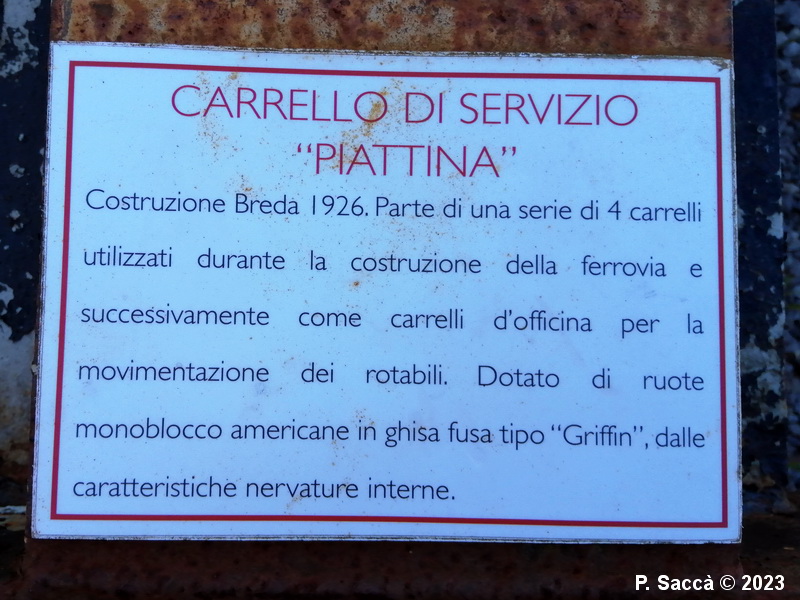 CARRELLO DI SERVIZIO
“PIATTINA”
Costruzione Breda 1926. Parte di una serie di 4 carrelli
utilizzati durante la costruzione della ferrovia e
successivamente come carrelli d’officina per la
movimentazione dei rotabili. Dotato di ruote
monoblocco americane in ghisa fusa tipo “Griffin”, dalle
caratteristiche nervature interne.
P. Saccà © 2023